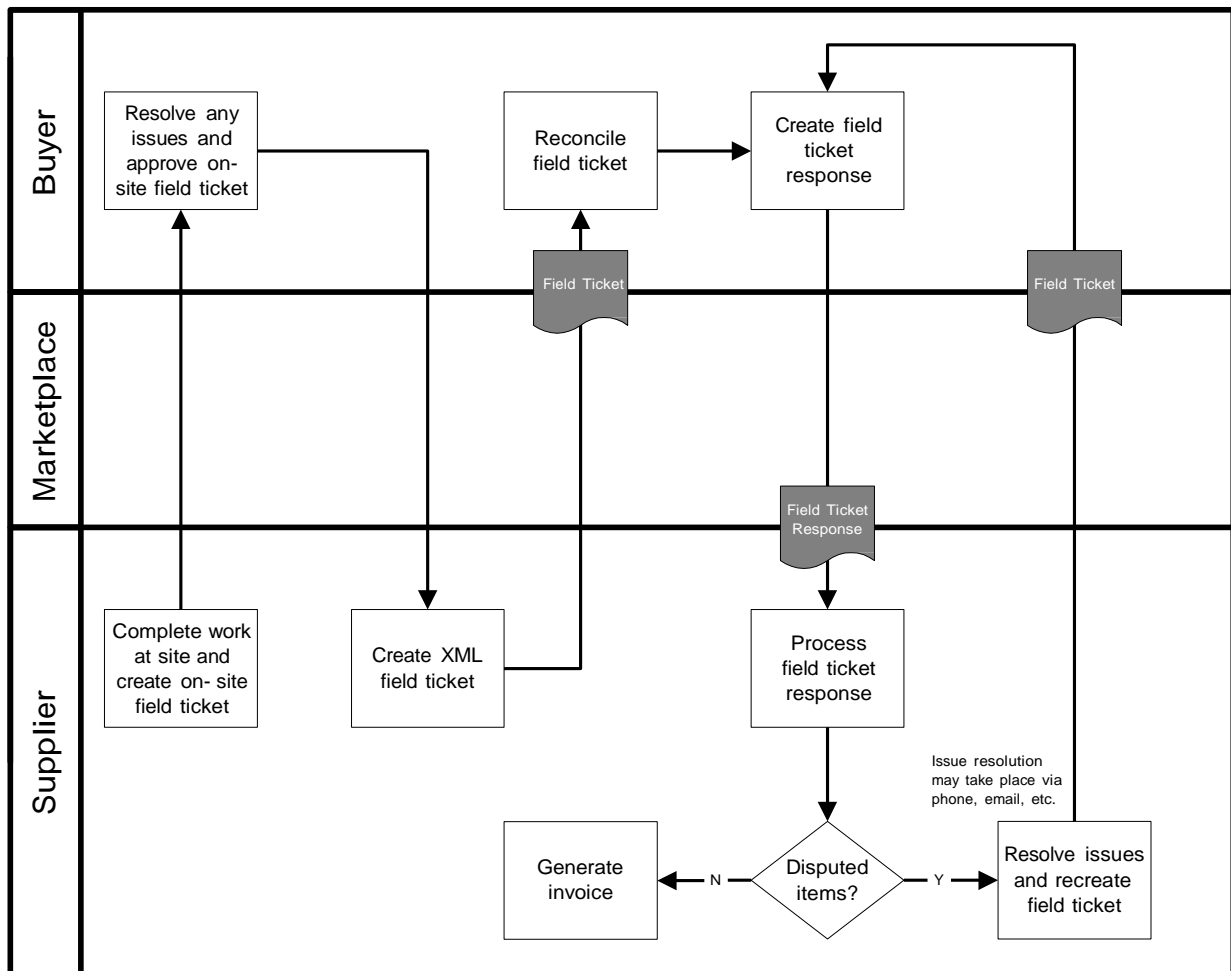 Buyer
Resolve any
issues and
approve on-
site field ticket
Reconcile
field ticket
Create field
ticket
response
Field Ticket
Field Ticket
Marketplace
Field Ticket
Response
Supplier
Complete work
at site and
create on- site
field ticket
Create XML
field ticket
Process
field ticket
response
Issue resolution
may take place via
phone, email, etc.
Generate
invoice
N
Disputed
items?
Y
Resolve issues
and recreate
field ticket